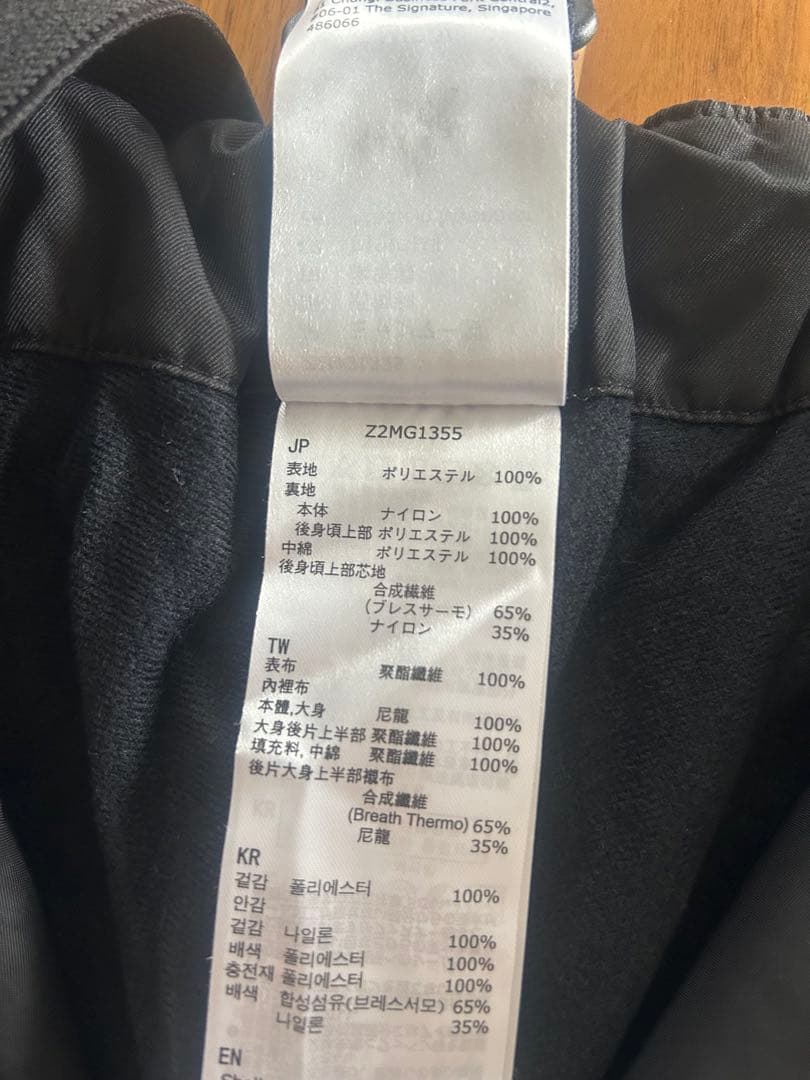 Changi Business Park Central2,
#06-01 The Signature, Singapore
486066
Z2MG1355
JP
表地 ポリエステル 100%
裏地
本体 ナイロン 100%
後身頃上部 ポリエステル 100%
中綿 ポリエステル 100%
後身頃上部芯地
合成繊維
(ブレスサーモ) 65%
ナイロン 35%
TW
表布 聚酯纖維 100%
內裡布
本體,大身 尼龍 100%
大身後片上半部 聚酯纖維 100%
填充料,中綿 聚酯纖維 100%
後片大身上半部襯布
合成纖維
(Breath Thermo) 65%
尼龍 35%
KR
겉감 폴리에스터 100%
안감
겉감 나일론 100%
배색 폴리에스터 100%
충전재 폴리에스터 100%
배색 합성섬유(브레스서모) 65%
나일론 35%
EN